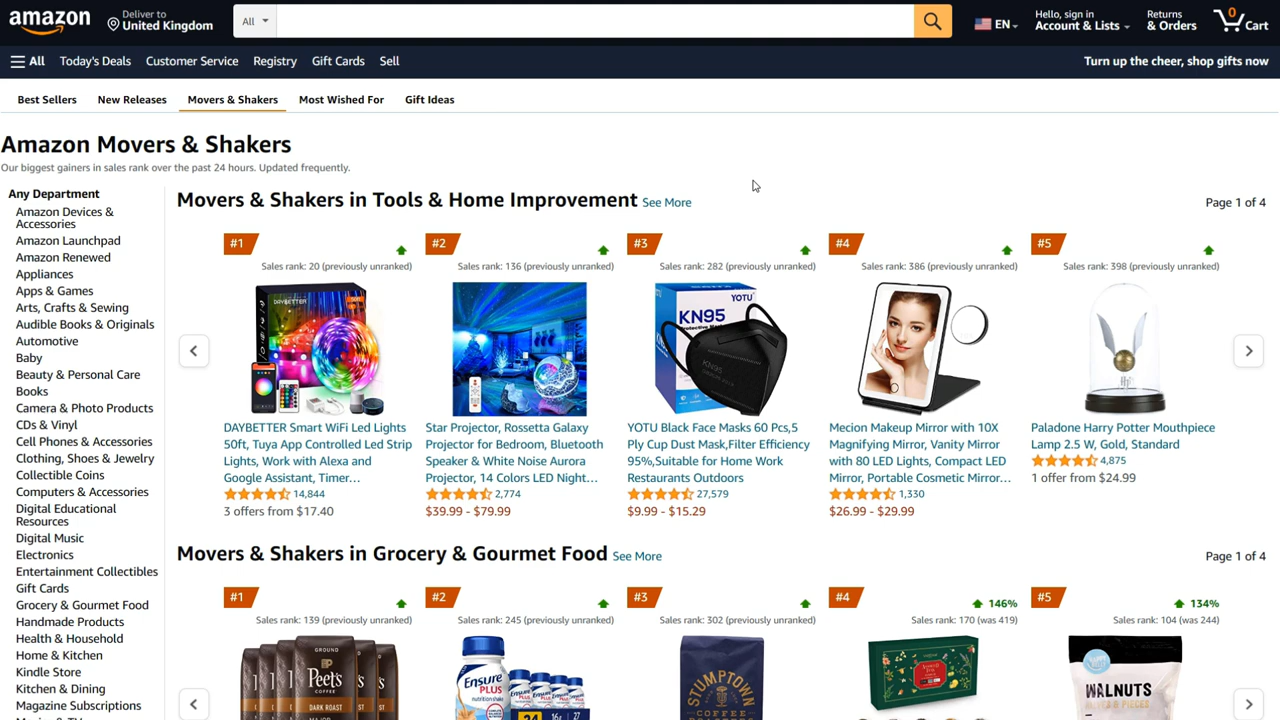 amazon
Deliver to
United Kingdom
All
EN
Hello, sign in
Account & Lists
Returns
& Orders
0
Cart
All
Today's Deals
Customer Service
Registry
Gift Cards
Sell
Turn up the cheer, shop gifts now
Best Sellers
New Releases
Movers & Shakers
Most Wished For
Gift Ideas
Amazon Movers & Shakers
Our biggest gainers in sales rank over the past 24 hours. Updated frequently.
Any Department
Amazon Devices &
Accessories
Amazon Launchpad
Amazon Renewed
Appliances
Apps & Games
Arts, Crafts & Sewing
Audible Books & Originals
Automotive
Baby
Beauty & Personal Care
Books
Camera & Photo Products
CDs & Vinyl
Cell Phones & Accessories
Clothing, Shoes & Jewelry
Collectible Coins
Computers & Accessories
Digital Educational
Resources
Digital Music
Electronics
Entertainment Collectibles
Gift Cards
Grocery & Gourmet Food
Handmade Products
Health & Household
Home & Kitchen
Kindle Store
Kitchen & Dining
Magazine Subscriptions
Movers & Shakers in Tools & Home Improvement See More
Page 1 of 4
#1
Sales rank: 20 (previously unranked)
DAYBETTER
DAYBETTER Smart WiFi Led Lights
50ft, Tuya App Controlled Led Strip
Lights, Work with Alexa and
Google Assistant, Timer…
14,844
3 offers from $17.40
#2
Sales rank: 136 (previously unranked)
Star Projector, Rossetta Galaxy
Projector for Bedroom, Bluetooth
Speaker & White Noise Aurora
Projector, 14 Colors LED Night…
2,774
$39.99 - $79.99
#3
Sales rank: 282 (previously unranked)
YOTU
KN95
Protective Mask
KN95
YOTU Black Face Masks 60 Pcs,5
Ply Cup Dust Mask,Filter Efficiency
95%,Suitable for Home Work
Restaurants Outdoors
27,579
$9.99 - $15.29
#4
Sales rank: 386 (previously unranked)
Mecion Makeup Mirror with 10X
Magnifying Mirror, Vanity Mirror
with 80 LED Lights, Compact LED
Mirror, Portable Cosmetic Mirror…
1,330
$26.99 - $29.99
#5
Sales rank: 398 (previously unranked)
Paladone Harry Potter Mouthpiece
Lamp 2.5 W, Gold, Standard
4,875
1 offer from $24.99
Movers & Shakers in Grocery & Gourmet Food See More
Page 1 of 4
#1
Sales rank: 139 (previously unranked)
GROUND
Peet's
COFFEE
DARK ROAST
#2
Sales rank: 245 (previously unranked)
Ensure
PLUS
24
16g
27
#3
Sales rank: 302 (previously unranked)
STUMPTOWN
COFFEE
#4
146%
Sales rank: 170 (was 419)
#5
134%
Sales rank: 104 (was 244)
WALNUTS